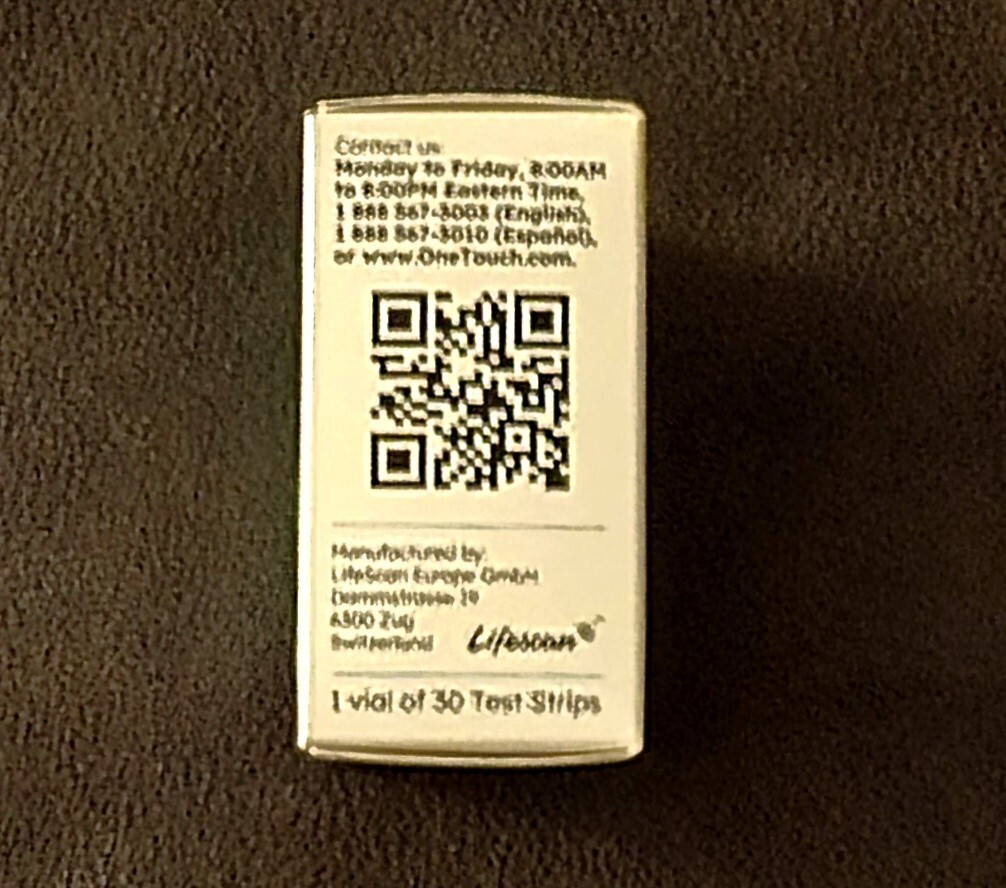 Contact us:
Monday to Friday, 8:00AM
to 8:00PM Eastern Time,
1 888 567-3003 (English),
1 888 567-3010 (Español),
or www.OneTouch.com.
Manufactured by:
LifeScan Europe GmbH
Dammstrasse 19
6300 Zug
Switzerland
Lifescan
1 vial of 30 Test Strips